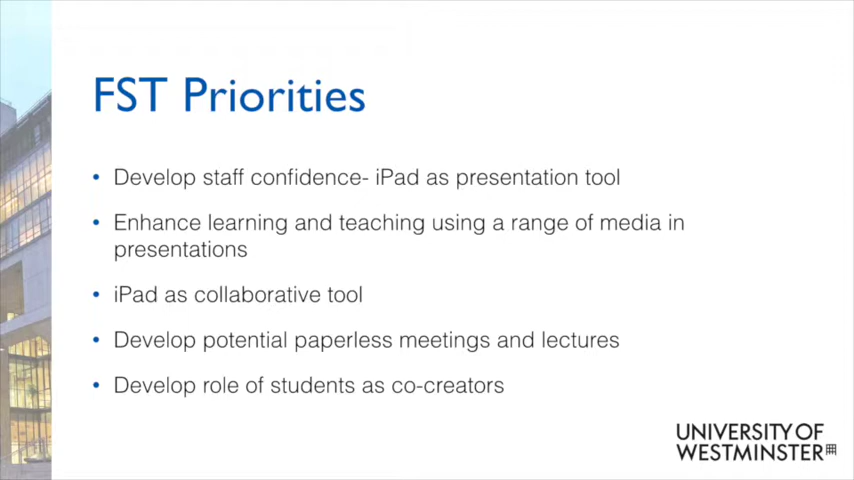 FST Priorities
• Develop staff confidence- iPad as presentation tool
• Enhance learning and teaching using a range of media in
presentations
• iPad as collaborative tool
• Develop potential paperless meetings and lectures
• Develop role of students as co-creators
UNIVERSITY OF
WESTMINSTER